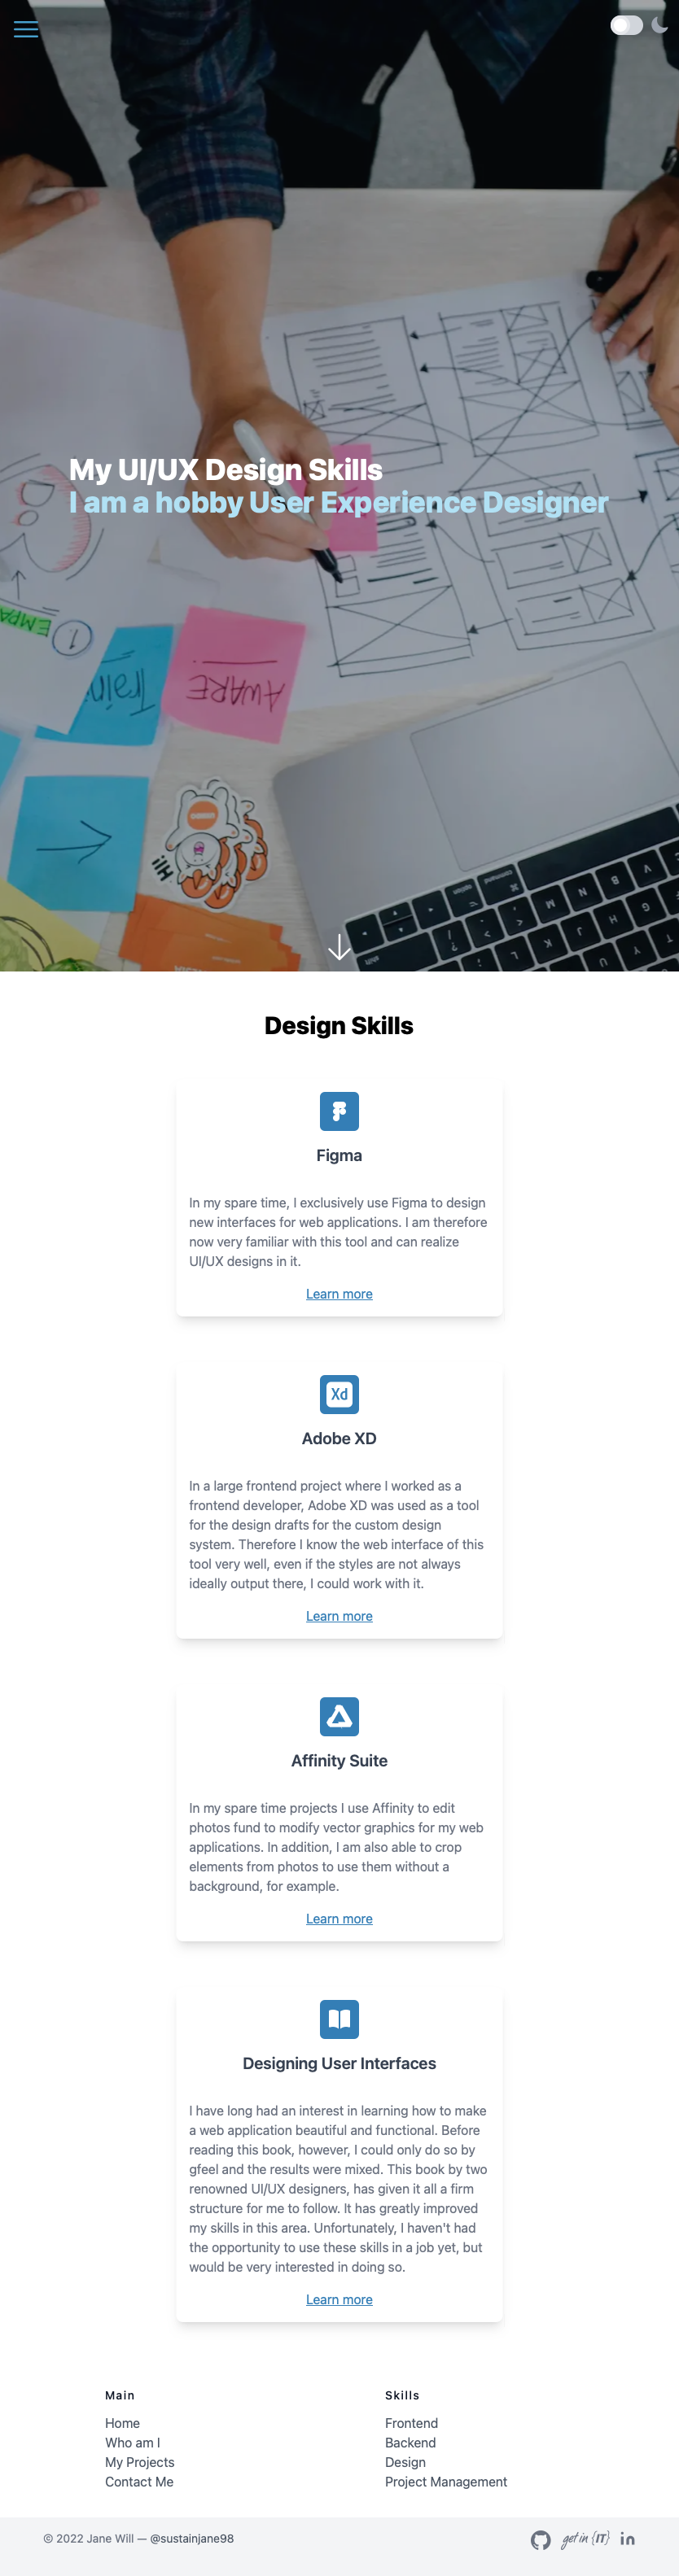 My UI/UX Design Skills
I am a hobby User Experience Designer
EMPA
1
Train
AWARE
Design Skills
Figma
In my spare time, I exclusively use Figma to design
new interfaces for web applications. I am therefore
now very familiar with this tool and can realize
UI/UX designs in it.
Learn more
Xd
Adobe XD
In a large frontend project where I worked as a
frontend developer, Adobe XD was used as a tool
for the design drafts for the custom design
system. Therefore I know the web interface of this
tool very well, even if the styles are not always
ideally output there, I could work with it.
Learn more
Affinity Suite
In my spare time projects I use Affinity to edit
photos fund to modify vector graphics for my web
applications. In addition, I am also able to crop
elements from photos to use them without a
background, for example.
Learn more
Designing User Interfaces
I have long had an interest in learning how to make
a web application beautiful and functional. Before
reading this book, however, I could only do so by
gfeel and the results were mixed. This book by two
renowned UI/UX designers, has given it all a firm
structure for me to follow. It has greatly improved
my skills in this area. Unfortunately, I haven't had
the opportunity to use these skills in a job yet, but
would be very interested in doing so.
Learn more
Main
Home
Who am I
My Projects
Contact Me
Skills
Frontend
Backend
Design
Project Management
© 2022 Jane Will — @sustainjane98
get in {IT}
in